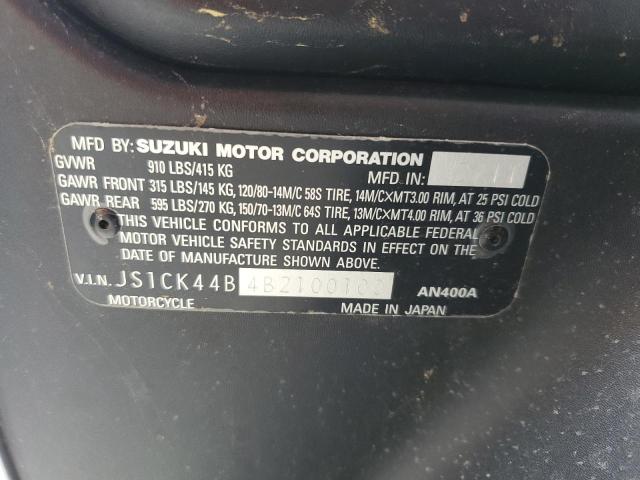 MFD BY: SUZUKI MOTOR CORPORATION
GVWR 910 LBS/415 KG MFD IN:
GAWR FRONT 315 LBS/145 KG, 120/80-14M/C 58S TIRE, 14M/C×MT3.00 RIM, AT 25 PSI COLD
GAWR REAR 595 LBS/270 KG, 150/70-13M/C 64S TIRE, 13M/C×MT4.00 RIM, AT 36 PSI COLD
THIS VEHICLE CONFORMS TO ALL APPLICABLE FEDERAL
MOTOR VEHICLE SAFETY STANDARDS IN EFFECT ON THE
DATE OF MANUFACTURE SHOWN ABOVE.
V.I.N. JS1CK44B4B2100102 AN400A
MOTORCYCLE MADE IN JAPAN